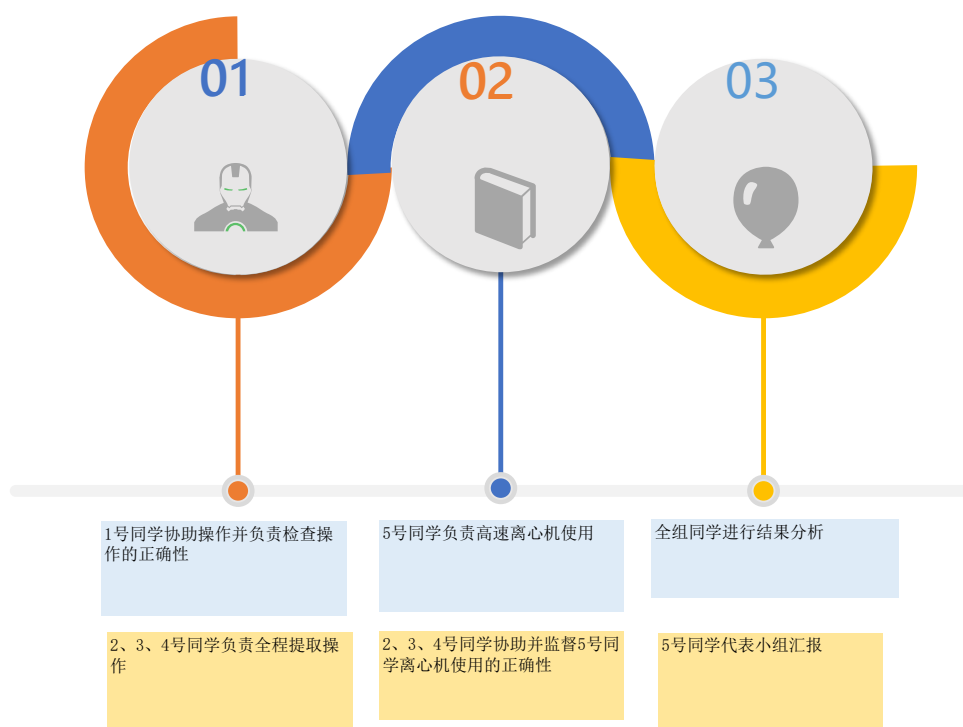 01
02
03
1号同学协助操作并负责检查操
作的正确性
5号同学负责高速离心机使用
全组同学进行结果分析
2、3、4号同学负责全程提取操
作
2、3、4号同学协助并监督5号同
学离心机使用的正确性
5号同学代表小组汇报